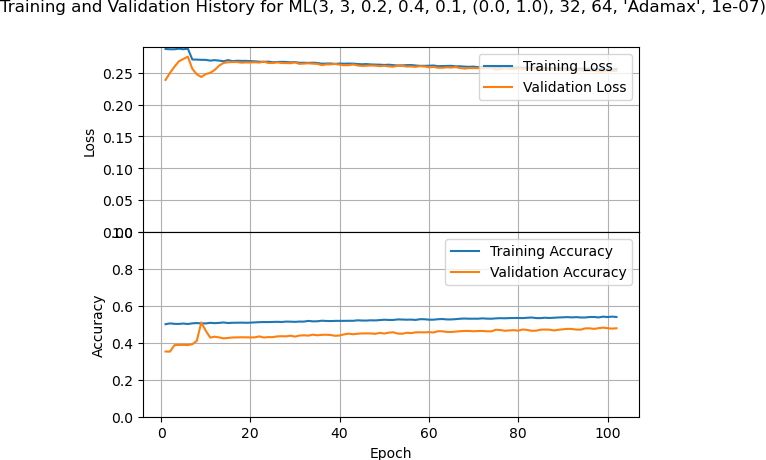 Training and Validation History for ML(3, 3, 0.2, 0.4, 0.1, (0.0, 1.0), 32, 64, 'Adamax', 1e-07)
0.25
0.20
0.15
0.10
0.05
0.00
Loss
Training Loss
Validation Loss
1.0
0.8
0.6
0.4
0.2
0.0
Accuracy
Training Accuracy
Validation Accuracy
0 20 40 60 80 100
Epoch